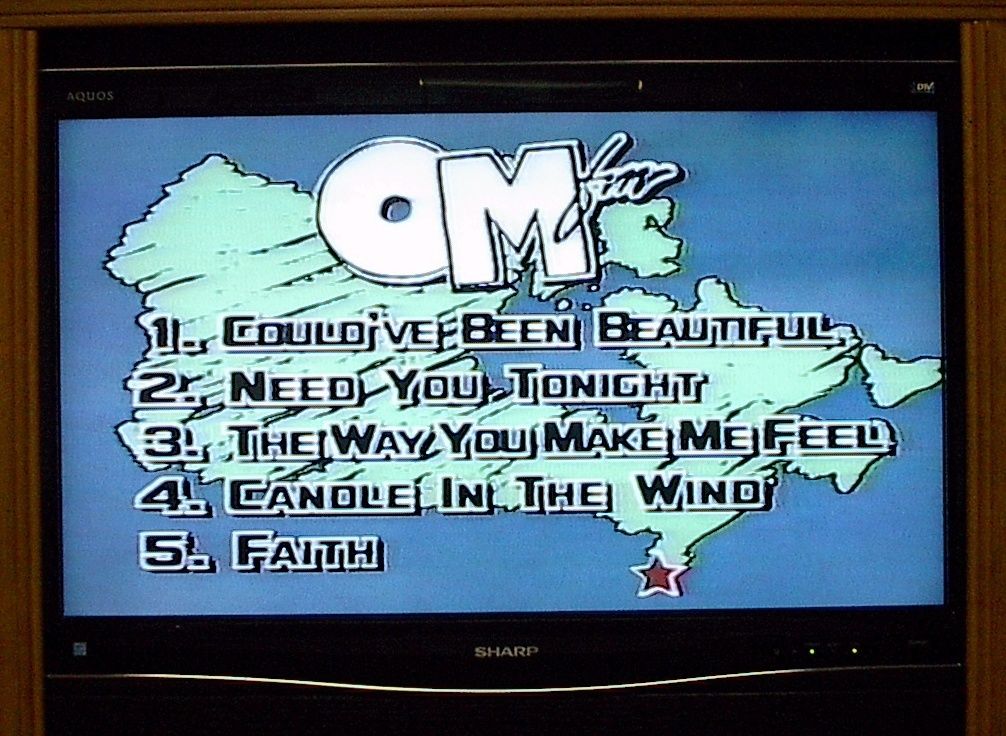 AQUOS
OM
1. COULD'VE BEEN BEAUTIFUL
2. NEED YOU TONIGHT
3. THE WAY YOU MAKE ME FEEL
4. CANDLE IN THE WIND
5. FAITH
SHARP